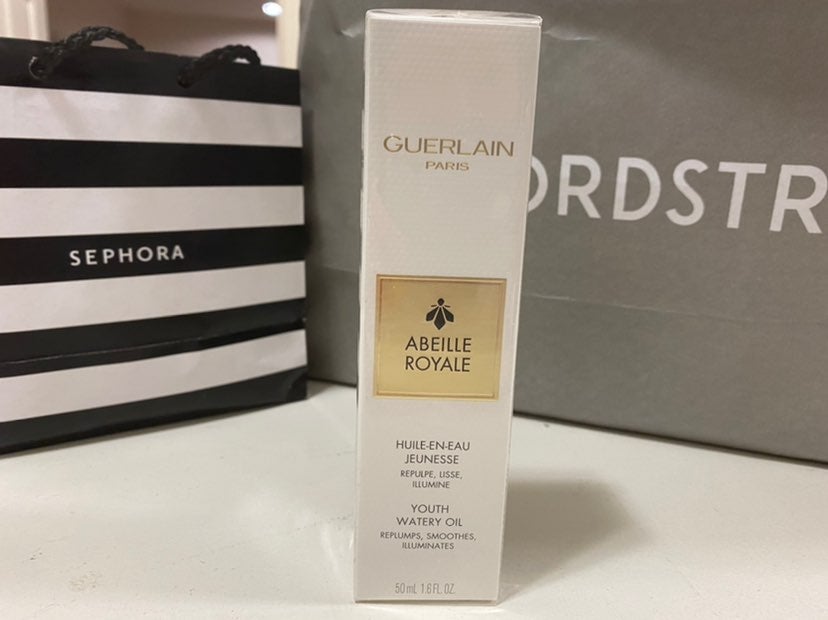 SEPHORA
ORDSTR
GUERLAIN
PARIS
ABEILLE
ROYALE
HUILE-EN-EAU
JEUNESSE
REPULPE, LISSE,
ILLUMINE
YOUTH
WATERY OIL
REPLUMPS, SMOOTHES,
ILLUMINATES
50 mL 1.6 FL. OZ.